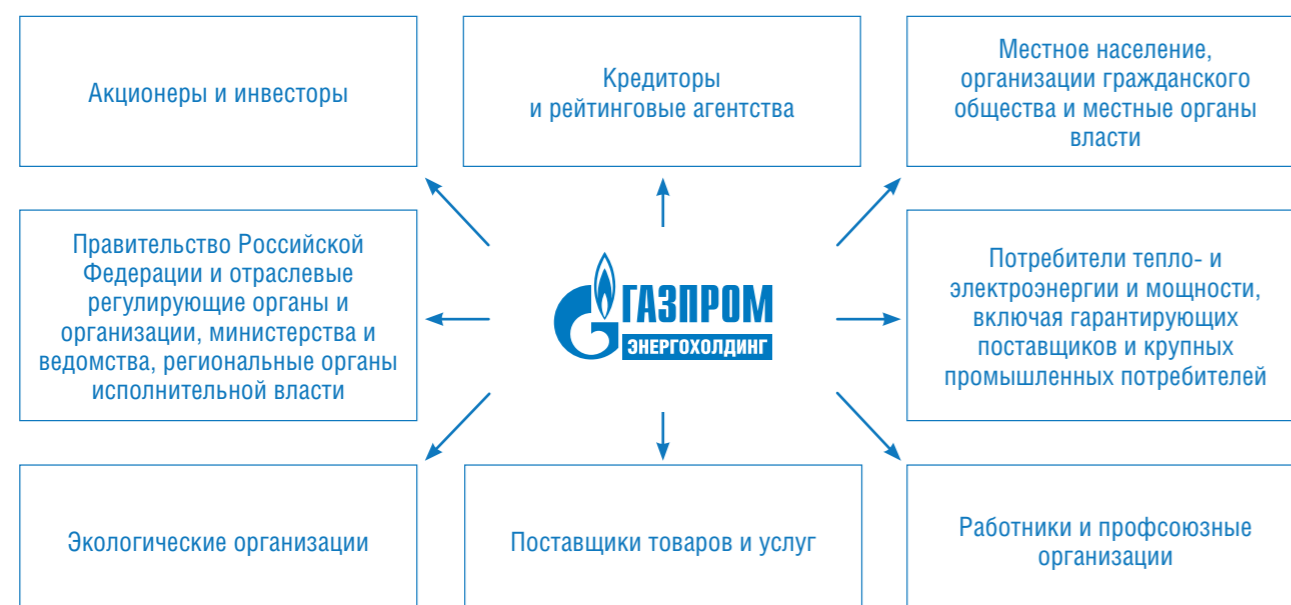 Акционеры и инвесторы
Кредиторы
и рейтинговые агентства
Местное население,
организации гражданского
общества и местные органы
власти
Правительство Российской
Федерации и отраслевые
регулирующие органы и
организации, министерства и
ведомства, региональные органы
исполнительной власти
ГАЗПРОМ
ЭНЕРГОХОЛДИНГ
Потребители тепло- и
электроэнергии и мощности,
включая гарантирующих
поставщиков и крупных
промышленных потребителей
Экологические организации
Поставщики товаров и услуг
Работники и профсоюзные
организации